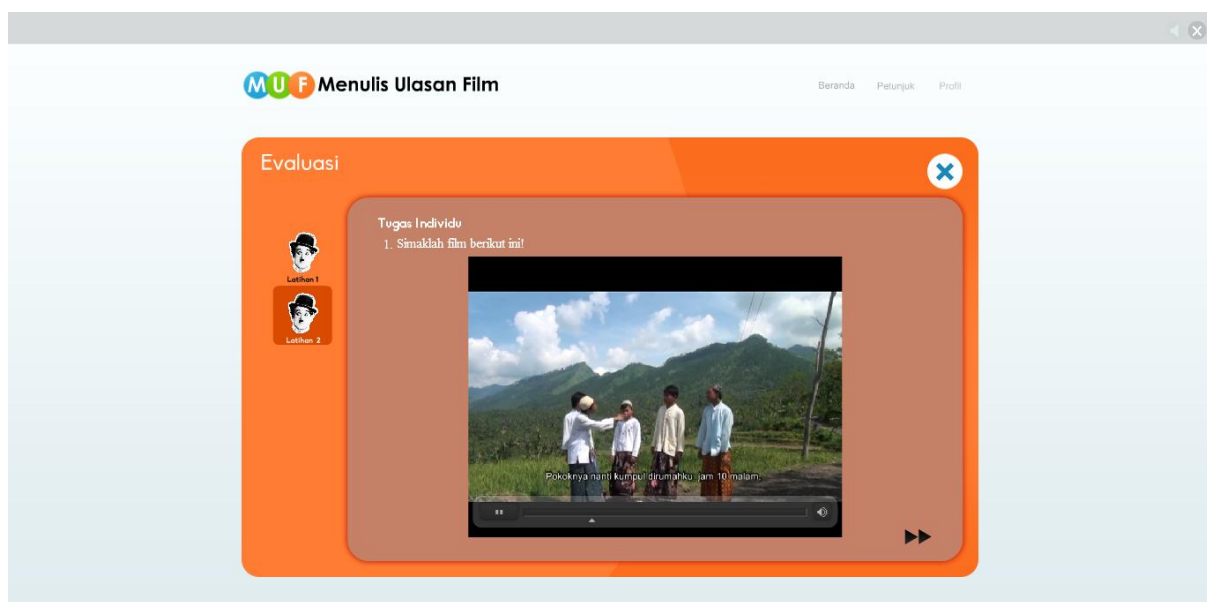 MUF Menulis Ulasan Film
Beranda Petunjuk Profil
Evaluasi
Tugas Individu
1. Simaklah film berikut ini!
Latihan 1
Latihan 2
Pokoknya nanti kumpul dirumahku jam 10 malam.